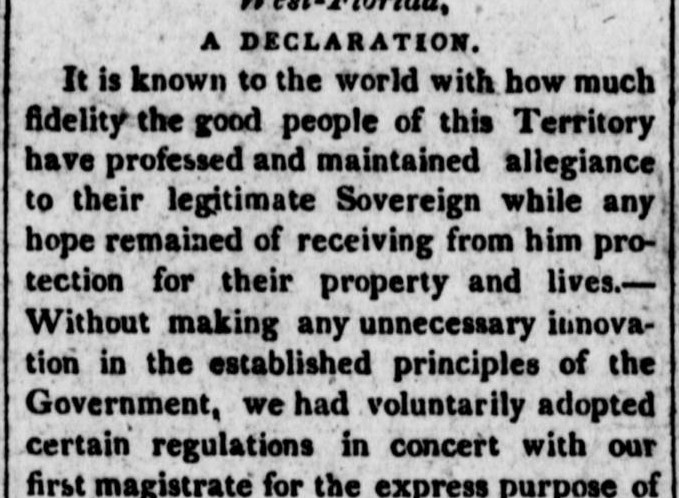 West-Florida,
A DECLARATION.
It is known to the world with how much
fidelity the good people of this Territory
have professed and maintained allegiance
to their legitimate Sovereign while any
hope remained of receiving from him pro-
tection for their property and lives.—
Without making any unnecessary innova-
tion in the established principles of the
Government, we had voluntarily adopted
certain regulations in concert with our
first magistrate for the express purpose of